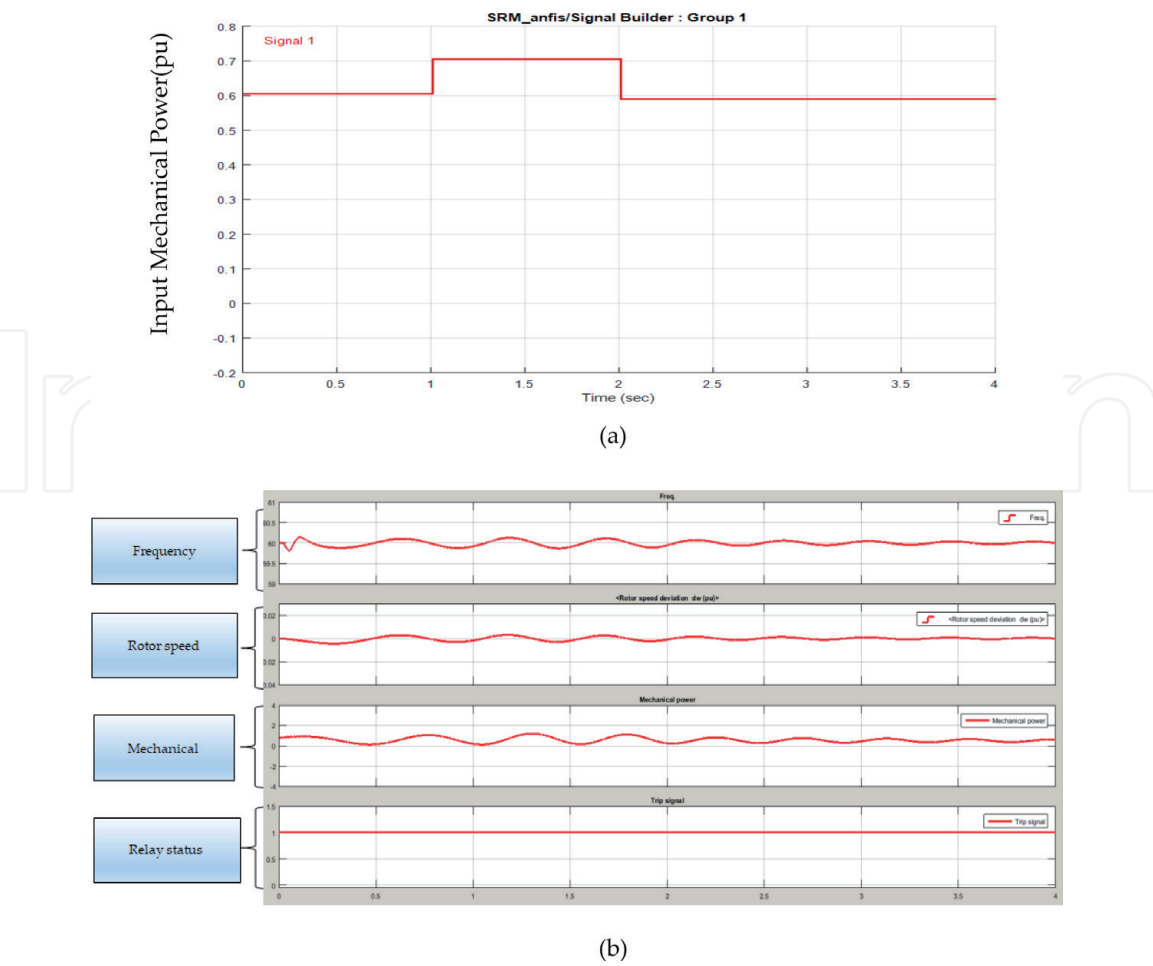 SRM_anfis/Signal Builder : Group 1
Input Mechanical Power(pu)
Signal 1
0.8
0.7
0.6
0.5
0.4
0.3
0.2
0.1
0
-0.1
-0.2
0 0.5 1 1.5 2 2.5 3 3.5 4
Time (sec)
(a)
Frequency
Freq.
61
60.5
60
59.5
59
Freq.
Rotor speed
<Rotor speed deviation dw (pu)>
0.02
0
0.02
0.04
<Rotor speed deviation dw (pu)>
Mechanical
Mechanical power
4
2
0
-2
-4
Mechanical power
Relay status
Trip signal
1.5
1
0.5
0
Trip signal
0 0.5 1 1.5 2 2.5 3 3.5 4
(b)